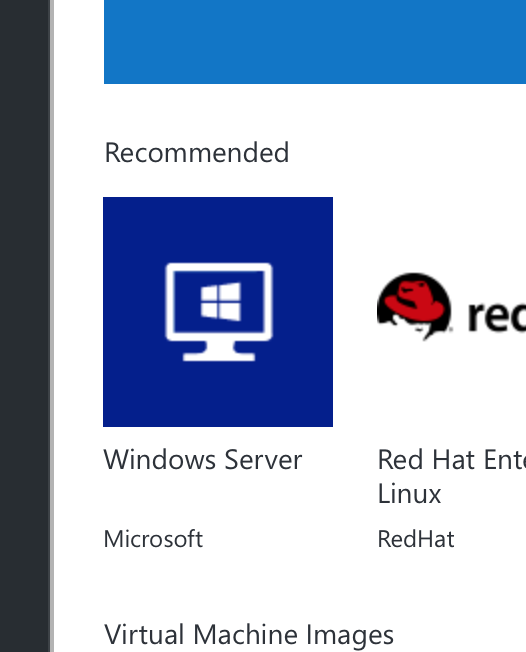 Recommended
Windows Server
Microsoft
Red Hat
Linux
RedHat
Virtual Machine Images